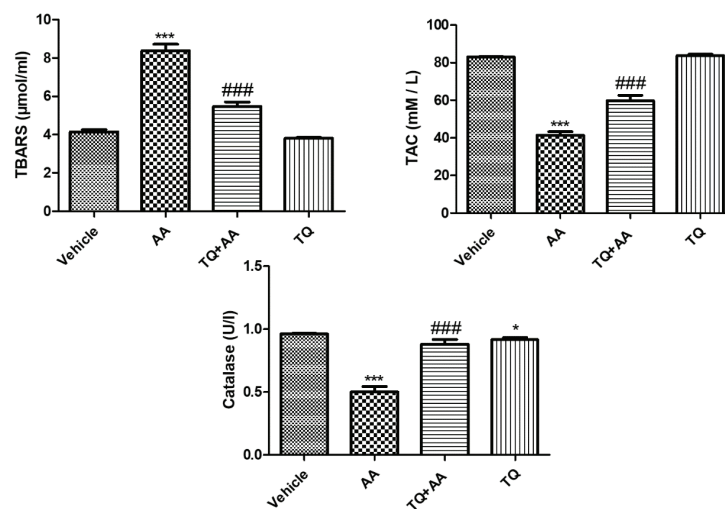 TBARS (µmol/ml)
10
8
6
4
2
0
***
###
Vehicle
AA
TQ+AA
TQ
TAC (mM / L)
100
80
60
40
20
0
***
###
Vehicle
AA
TQ+AA
TQ
Catalase (U/l)
1.5
1.0
0.5
0.0
***
###
*
Vehicle
AA
TQ+AA
TQ